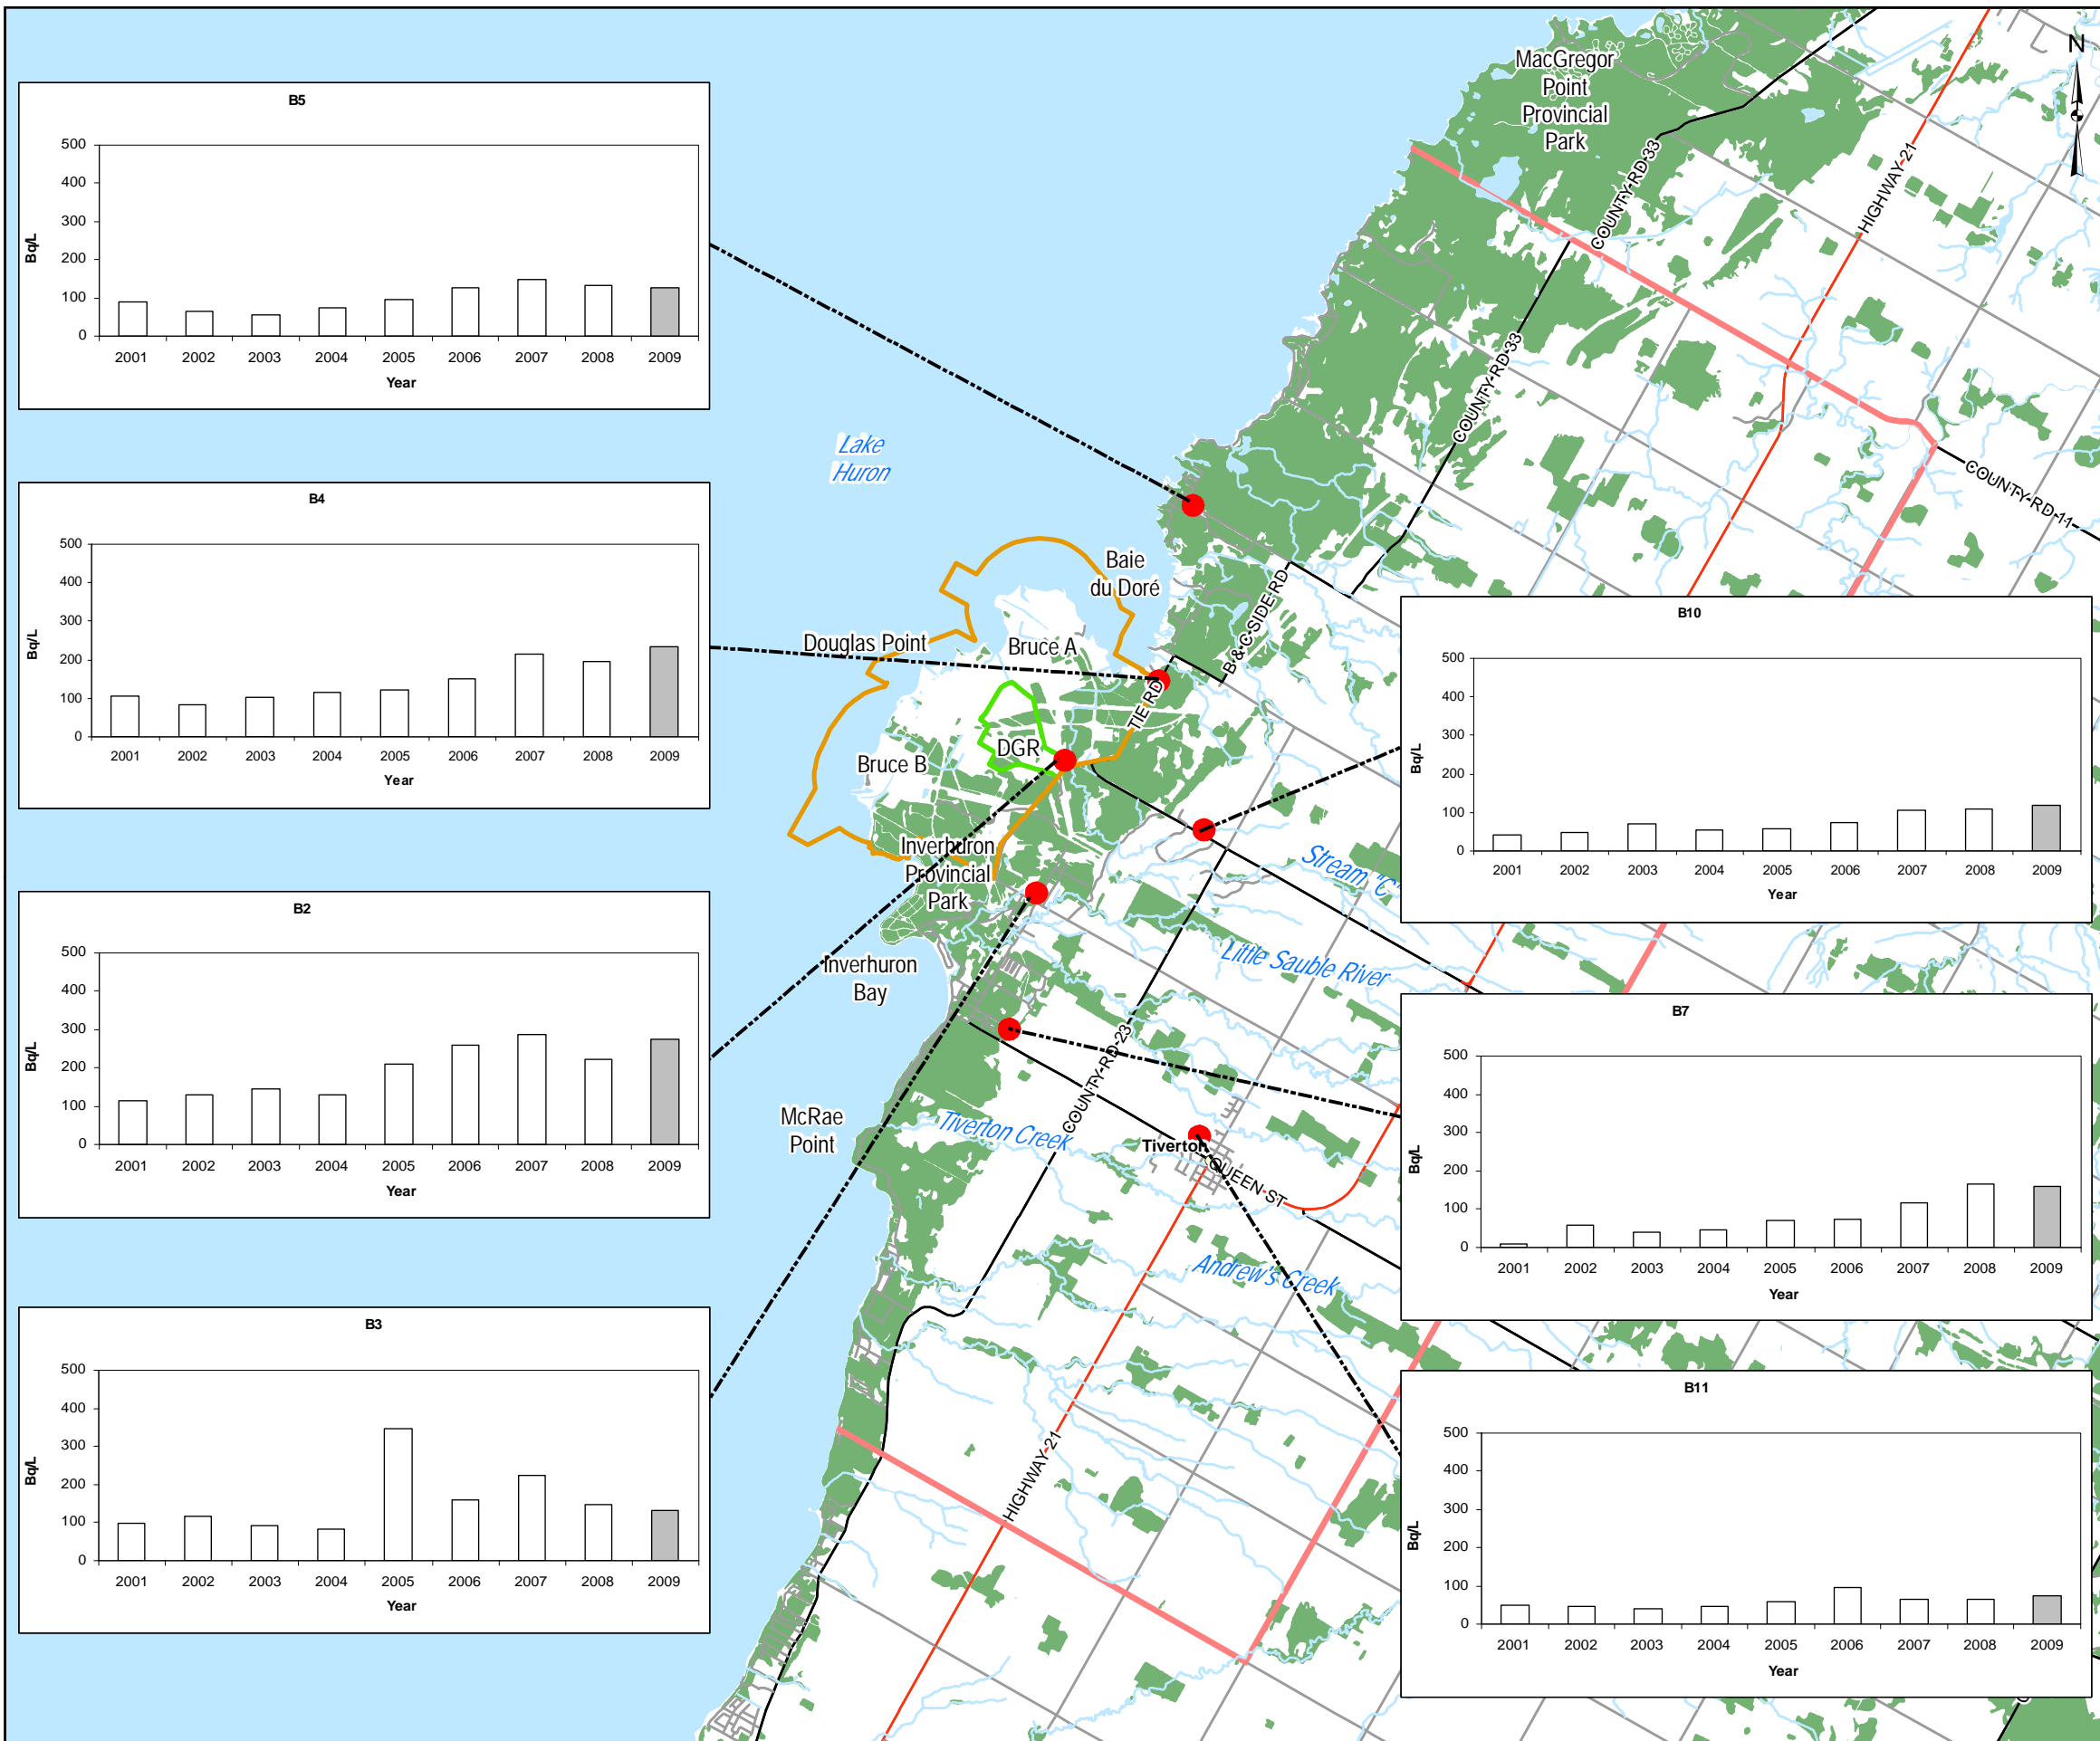 N
MacGregor
Point
Provincial
Park
COUNTY-RD-33
HIGHWAY-21
COUNTY-RD-33
COUNTY-RD-11
Lake
Huron
Baie
du Doré
B & C SIDE RD
Douglas Point
Bruce A
TIE RD
DGR
Bruce B
Inverhuron
Provincial
Park
Stream "C"
Little Sauble River
Inverhuron
Bay
COUNTY-RD-23
McRae
Point
Tiverton Creek
Tiverton
QUEEN ST
Andrew's Creek
HIGHWAY-21
B5
Bq/L
500
400
300
200
100
0
2001 2002 2003 2004 2005 2006 2007 2008 2009
Year
B4
Bq/L
500
400
300
200
100
0
2001 2002 2003 2004 2005 2006 2007 2008 2009
Year
B2
Bq/L
500
400
300
200
100
0
2001 2002 2003 2004 2005 2006 2007 2008 2009
Year
B3
Bq/L
500
400
300
200
100
0
2001 2002 2003 2004 2005 2006 2007 2008 2009
Year
B10
Bq/L
500
400
300
200
100
0
2001 2002 2003 2004 2005 2006 2007 2008 2009
Year
B7
Bq/L
500
400
300
200
100
0
2001 2002 2003 2004 2005 2006 2007 2008 2009
Year
B11
Bq/L
500
400
300
200
100
0
2001 2002 2003 2004 2005 2006 2007 2008 2009
Year